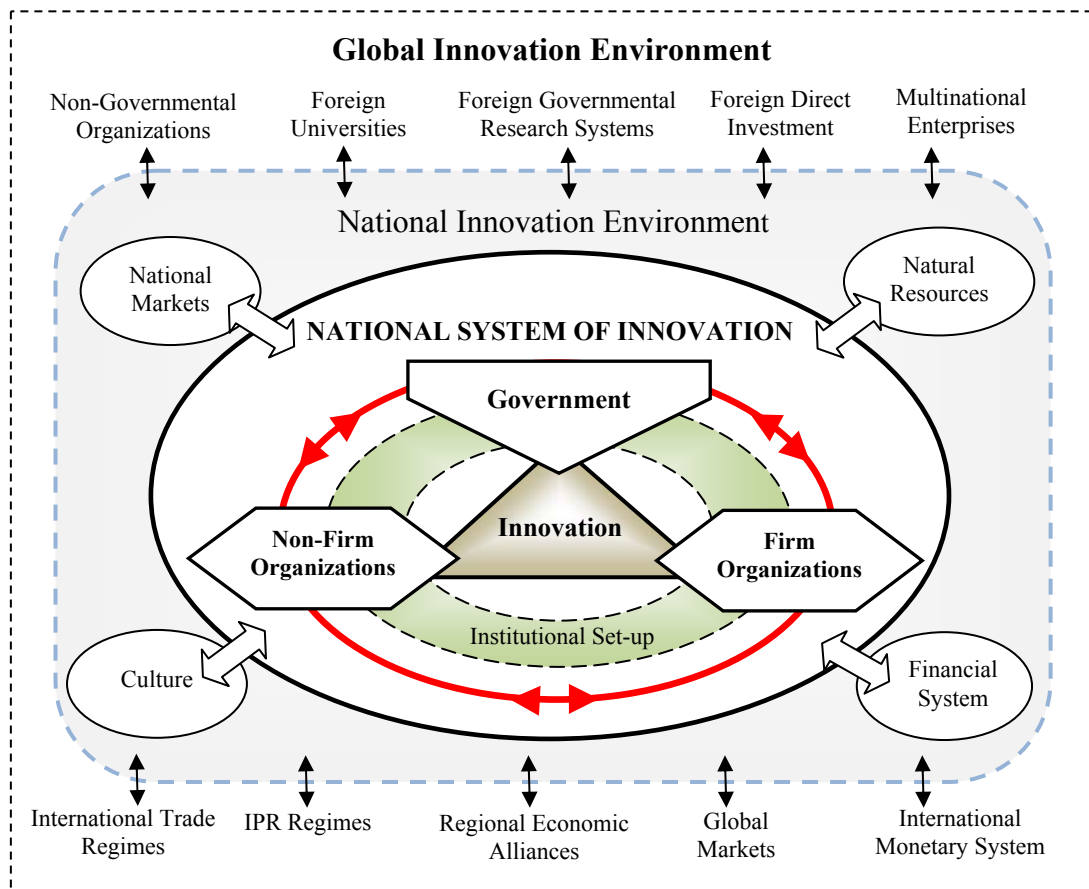 Global Innovation Environment
Non-Governmental
Organizations
Foreign
Universities
Foreign Governmental
Research Systems
Foreign Direct
Investment
Multinational
Enterprises
National Innovation Environment
National
Markets
Natural
Resources
NATIONAL SYSTEM OF INNOVATION
Government
Innovation
Non-Firm
Organizations
Firm
Organizations
Institutional Set-up
Culture
Financial
System
International Trade
Regimes
IPR Regimes
Regional Economic
Alliances
Global
Markets
International
Monetary System